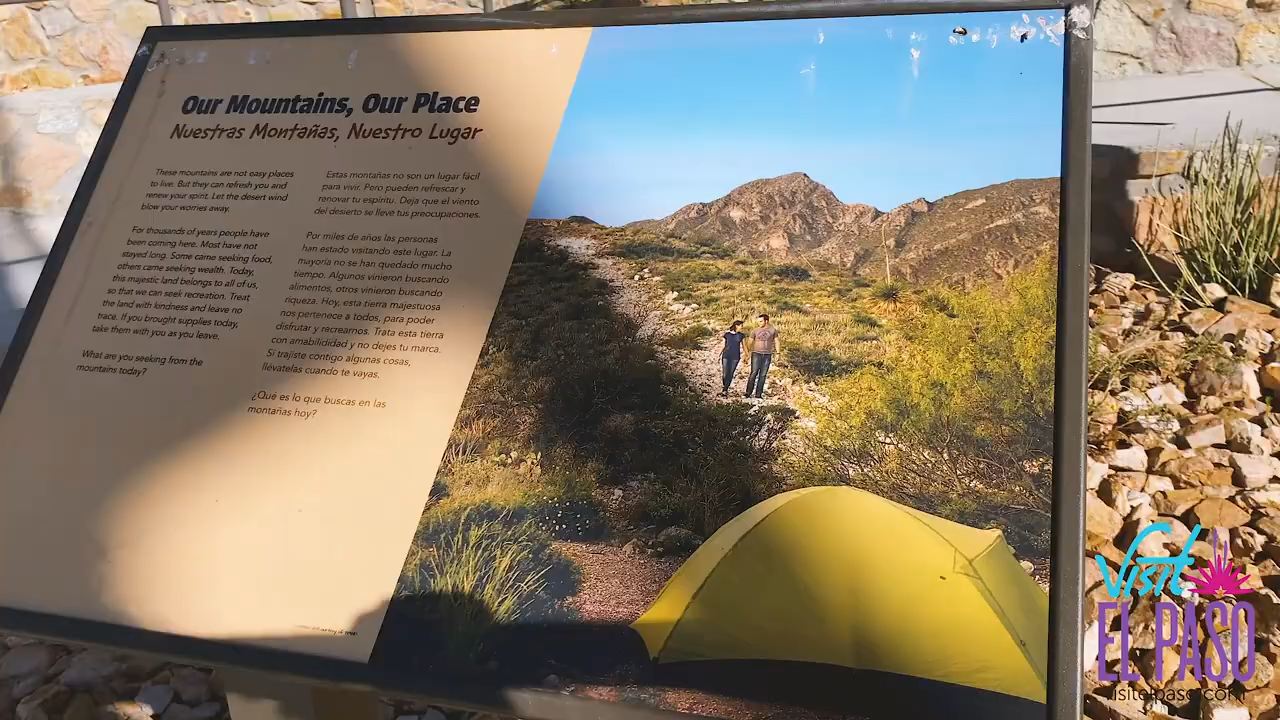 Our Mountains, Our Place
Nuestras Montañas, Nuestro Lugar
These mountains are not easy places
to live. But they can refresh you and
renew your spirit. Let the desert wind
blow your worries away.
For thousands of years people have
been coming here. Most have not
stayed long. Some came seeking food,
others came seeking wealth. Today,
this majestic land belongs to all of us,
so that we can seek recreation. Treat
the land with kindness and leave no
trace. If you brought supplies today,
take them with you as you leave.
What are you seeking from the
mountains today?
Estas montañas no son un lugar fácil
para vivir. Pero pueden refrescar y
renovar tu espíritu. Deja que el viento
del desierto se lleve tus preocupaciones.
Por miles de años las personas
han estado visitando este lugar. La
mayoría no se han quedado mucho
tiempo. Algunos vinieron buscando
alimentos, otros vinieron buscando
riqueza. Hoy, esta tierra majestuosa
nos pertenece a todos, para poder
disfrutar y recrearnos. Trata esta tierra
con amabilididad y no dejes tu marca.
Si trajiste contigo algunas cosas,
llévatelas cuando te vayas.
¿Qué es lo que buscas en las
montañas hoy?
Visit
EL PASO
visitelpaso.com